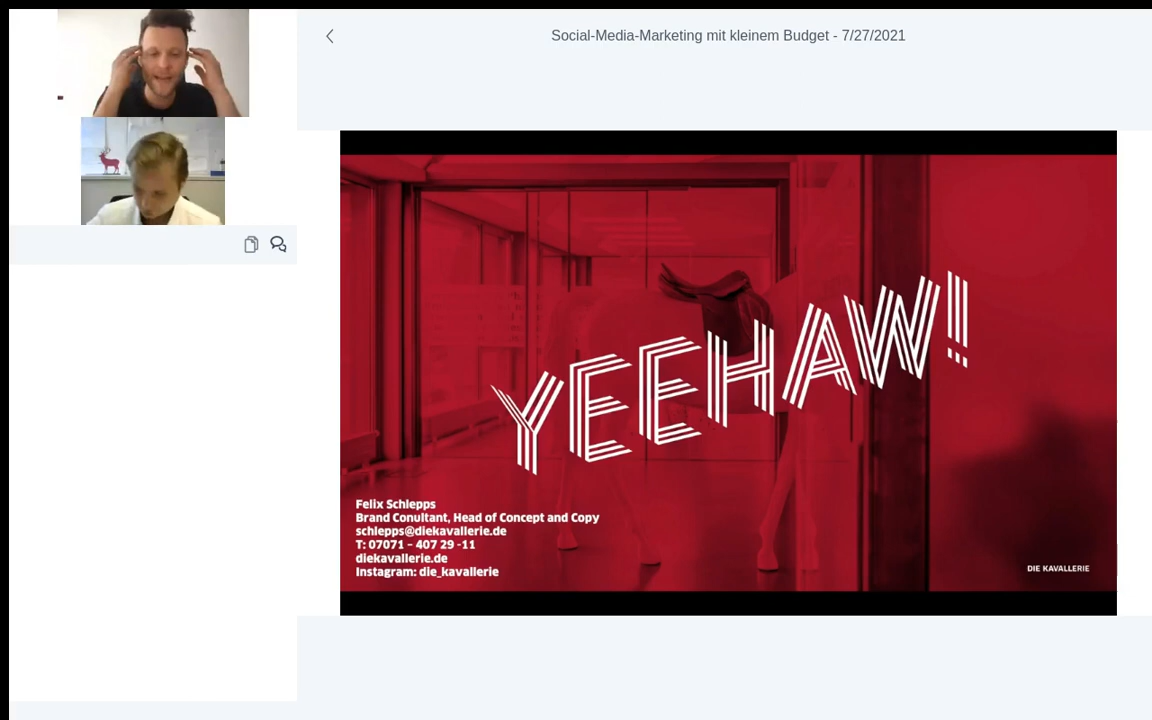 Social-Media-Marketing mit kleinem Budget - 7/27/2021
YEEHAW!
Felix Schlepps
Brand Conultant, Head of Concept and Copy
schlepps@diekavallerie.de
T: 07071 – 407 29 -11
diekavallerie.de
Instagram: die_kavallerie
DIE KAVALLERIE